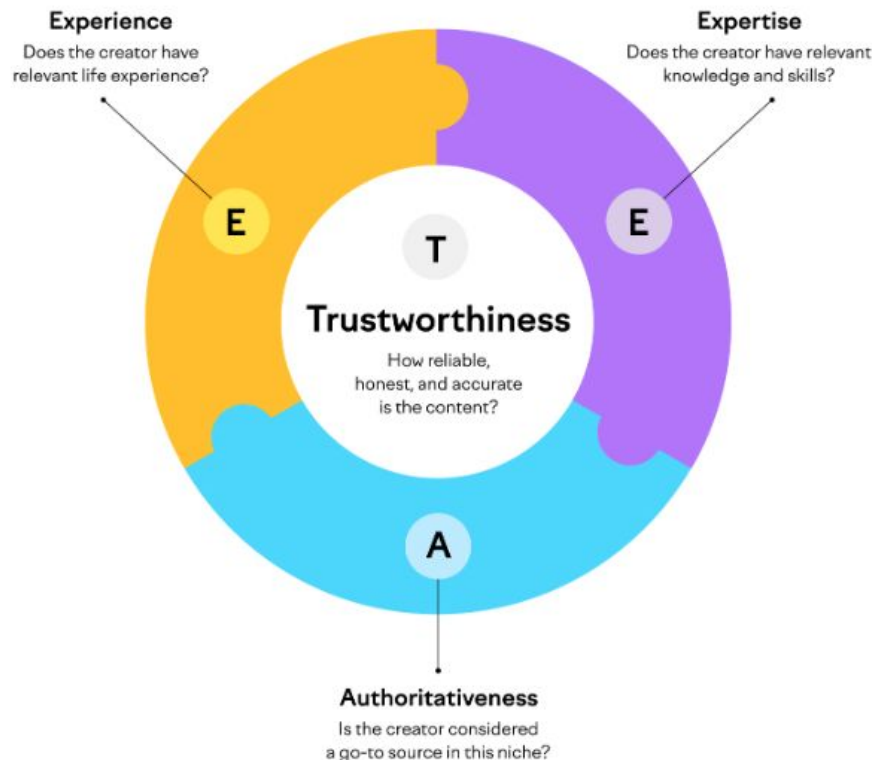 Experience
Does the creator have
relevant life experience?
Expertise
Does the creator have relevant
knowledge and skills?
E
E
T
Trustworthiness
How reliable,
honest, and accurate
is the content?
A
Authoritativeness
Is the creator considered
a go-to source in this niche?